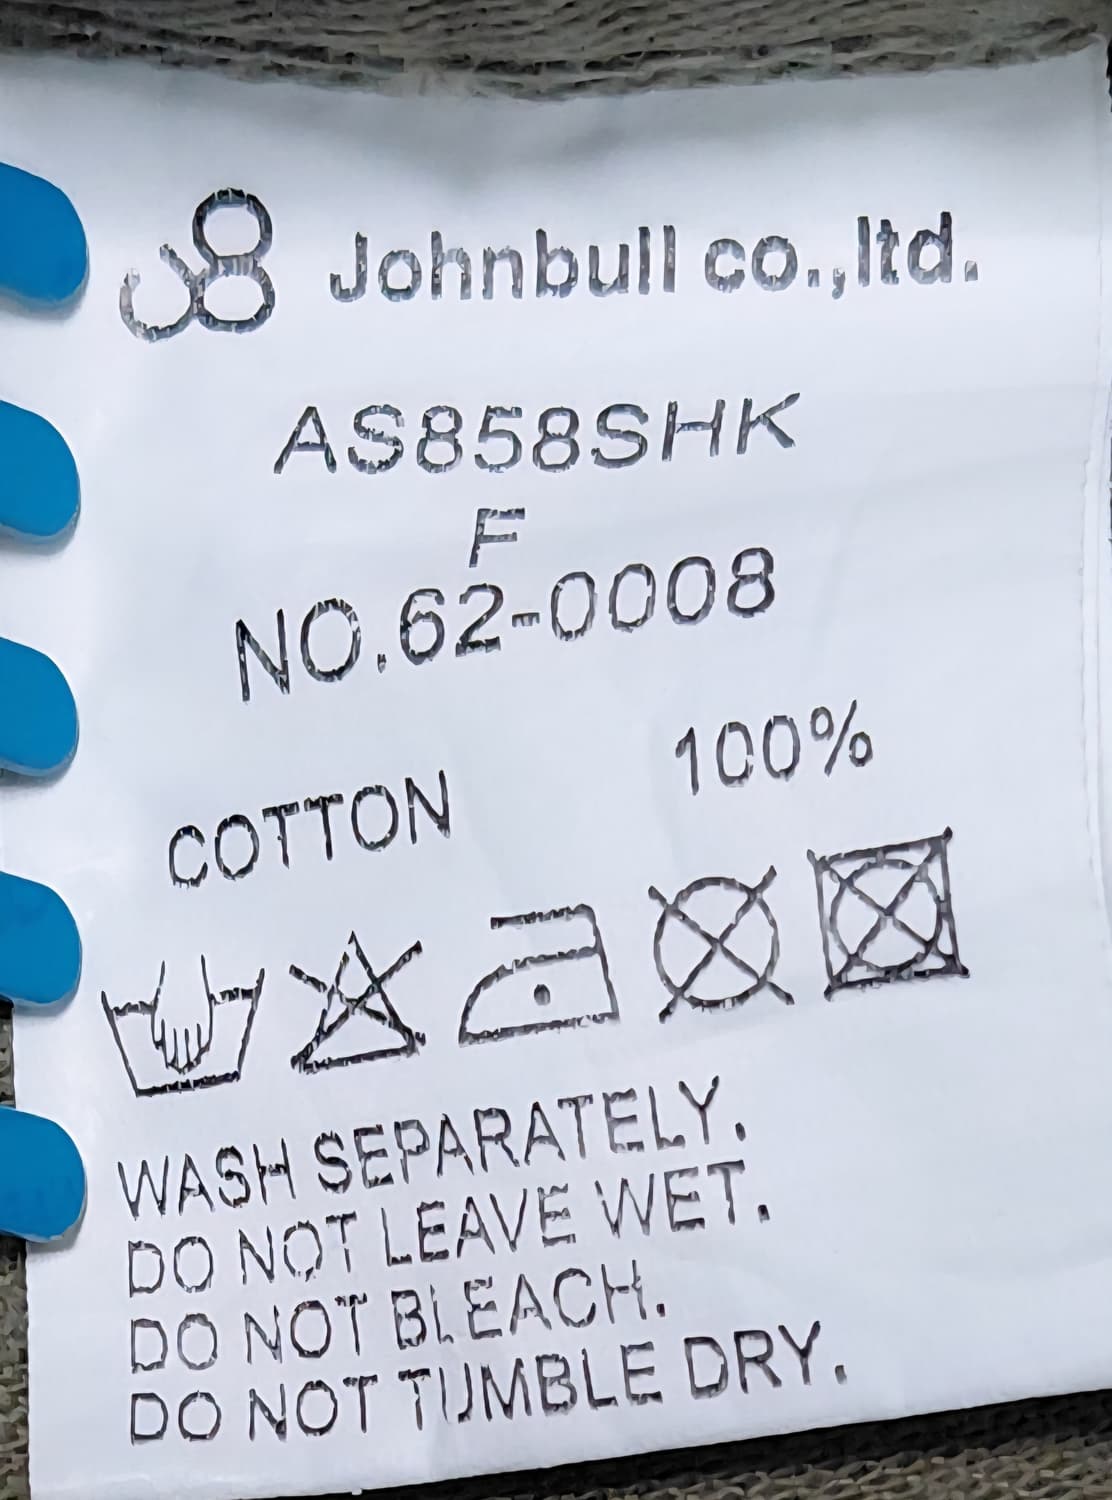 Johnbull co.,ltd.
AS858SHK
F
NO.62-0008
COTTON 100%
WASH SEPARATELY.
DO NOT LEAVE WET.
DO NOT BLEACH.
DO NOT TUMBLE DRY.